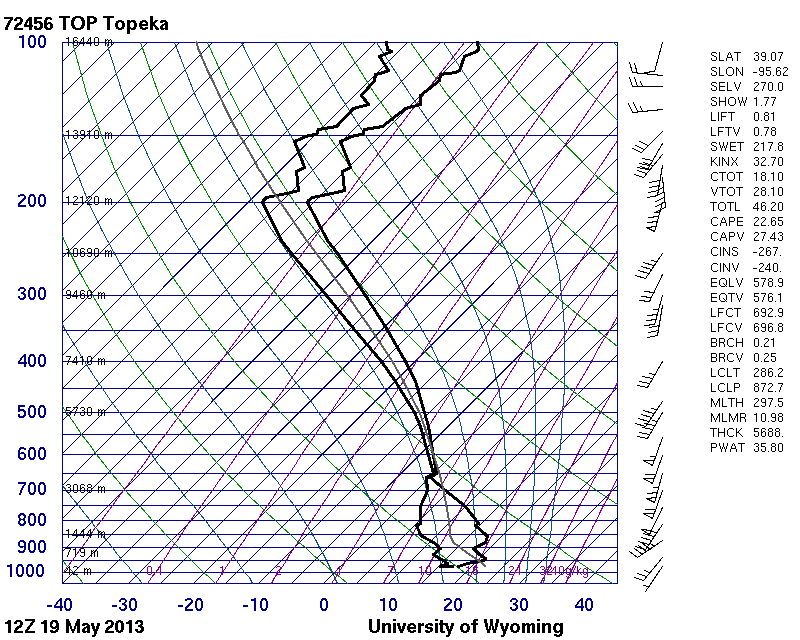 72456 TOP Topeka
100
16440 m
13910 m
200
12120 m
10690 m
300
9460 m
400
7410 m
500
5730 m
600
700
3068 m
800
1444 m
900
719 m
1000
0.4
1
2
4
7
10
16
24
32
40g/kg
-40
-30
-20
-10
0
10
20
30
40
12Z 19 May 2013
University of Wyoming
SLAT 39.07
SLON -95.62
SELV 270.0
SHOW 1.77
LIFT 0.81
LFTV 0.78
SWET 217.8
KINX 32.70
CTOT 18.10
VTOT 28.10
TOTL 46.20
CAPE 22.65
CAPV 27.43
CINS -267.
CINV -240.
EQLV 578.9
EQTV 576.1
LFCT 692.9
LFCV 696.8
BRCH 0.21
BRCV 0.25
LCLT 286.2
LCLP 872.7
MLTH 297.5
MLMR 10.98
THCK 5688.
PWAT 35.80